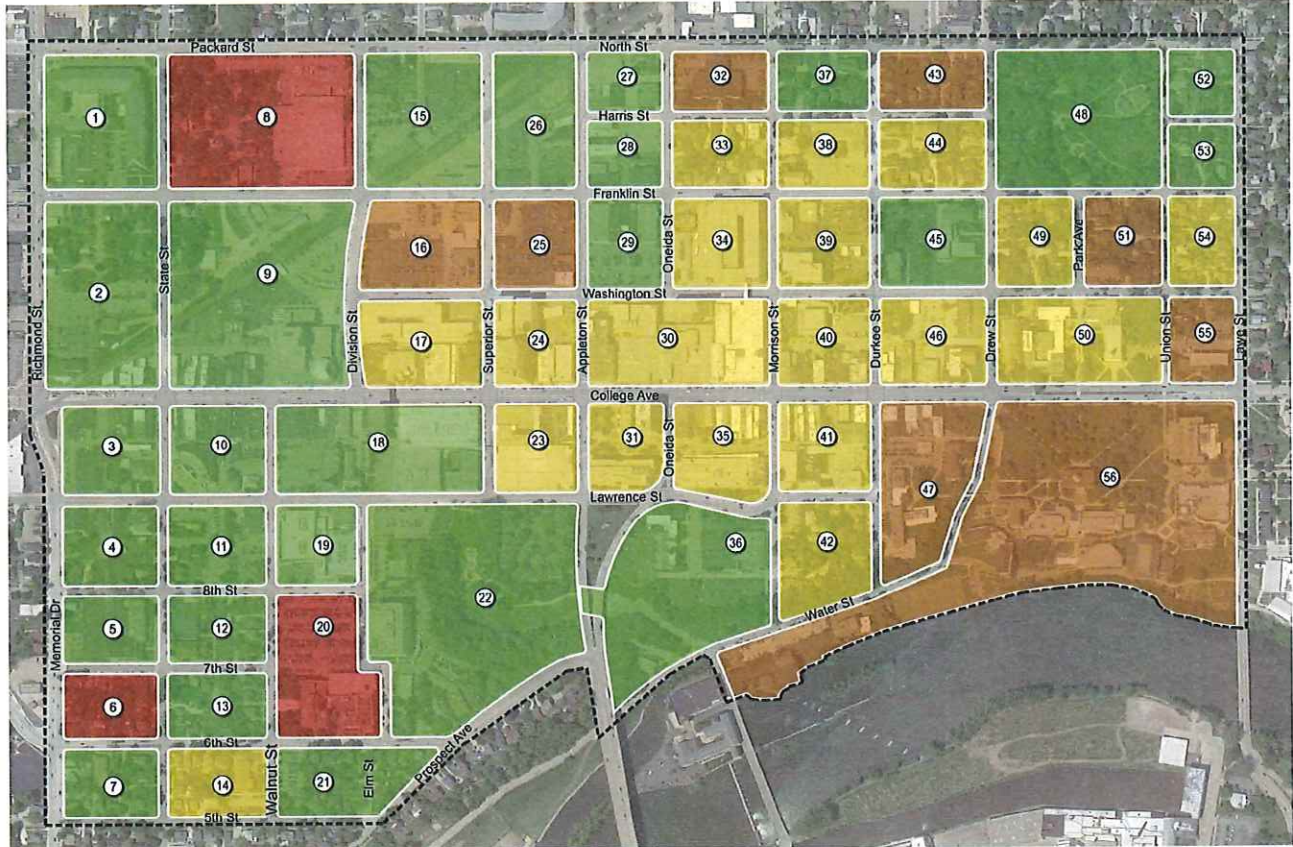 Packard St
North St
1
8
15
26
27
32
37
43
48
52
Harris St
28
33
38
44
53
Franklin St
2
State St
9
16
25
29
Oneida St
34
39
45
49
Park Ave
51
54
Washington St
Richmond St
Division St
17
Superior St
24
Appleton St
30
Morrison St
40
Durkee St
46
Drew St
50
Union St
55
Lawe St
College Ave
3
10
18
23
31
Oneida St
35
41
47
56
Lawrence St
4
11
19
22
36
42
8th St
Memorial Dr
5
12
20
Water St
7th St
6
13
6th St
7
14
Walnut St
21
Elm St
Prospect Ave
5th St